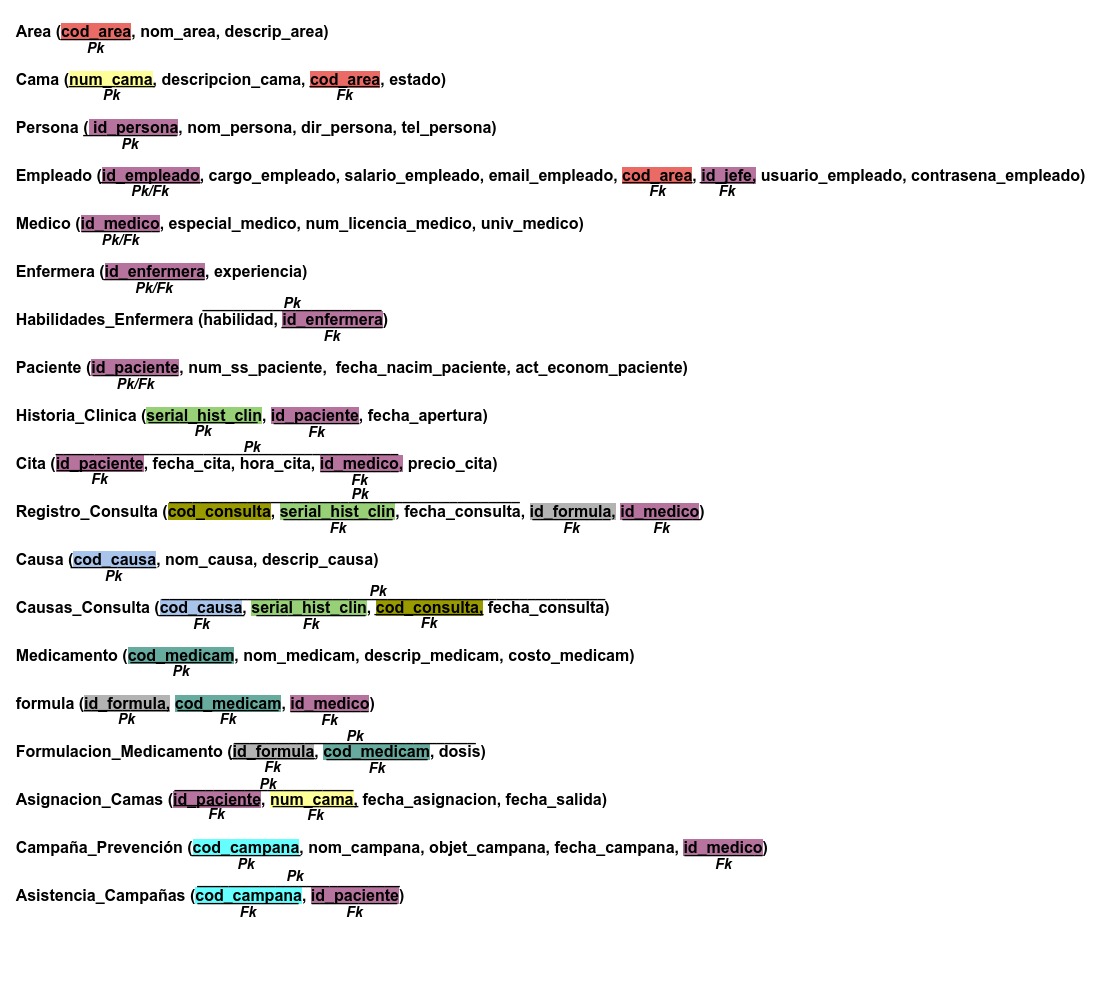 Area (cod_area, nom_area, descrip_area)
Pk
Cama (num_cama, descripcion_cama, cod_area, estado)
Pk Fk
Persona ( id_persona, nom_persona, dir_persona, tel_persona)
Pk
Empleado (id_empleado, cargo_empleado, salario_empleado, email_empleado, cod_area, id_jefe, usuario_empleado, contrasena_empleado)
Pk/Fk Fk Fk
Medico (id_medico, especial_medico, num_licencia_medico, univ_medico)
Pk/Fk
Enfermera (id_enfermera, experiencia)
Pk/Fk
Pk
Habilidades_Enfermera (habilidad, id_enfermera)
Fk
Paciente (id_paciente, num_ss_paciente, fecha_nacim_paciente, act_econom_paciente)
Pk/Fk
Historia_Clinica (serial_hist_clin, id_paciente, fecha_apertura)
Pk Fk
Pk
Cita (id_paciente, fecha_cita, hora_cita, id_medico, precio_cita)
Fk Fk
Pk
Registro_Consulta (cod_consulta, serial_hist_clin, fecha_consulta, id_formula, id_medico)
Fk Fk Fk
Causa (cod_causa, nom_causa, descrip_causa)
Pk
Pk
Causas_Consulta (cod_causa, serial_hist_clin, cod_consulta, fecha_consulta)
Fk Fk Fk
Medicamento (cod_medicam, nom_medicam, descrip_medicam, costo_medicam)
Pk
formula (id_formula, cod_medicam, id_medico)
Pk Fk Fk
Pk
Formulacion_Medicamento (id_formula, cod_medicam, dosis)
Fk Fk
Pk
Asignacion_Camas (id_paciente, num_cama, fecha_asignacion, fecha_salida)
Fk Fk
Campaña_Prevención (cod_campana, nom_campana, objet_campana, fecha_campana, id_medico)
Pk Fk
Pk
Asistencia_Campañas (cod_campana, id_paciente)
Fk Fk